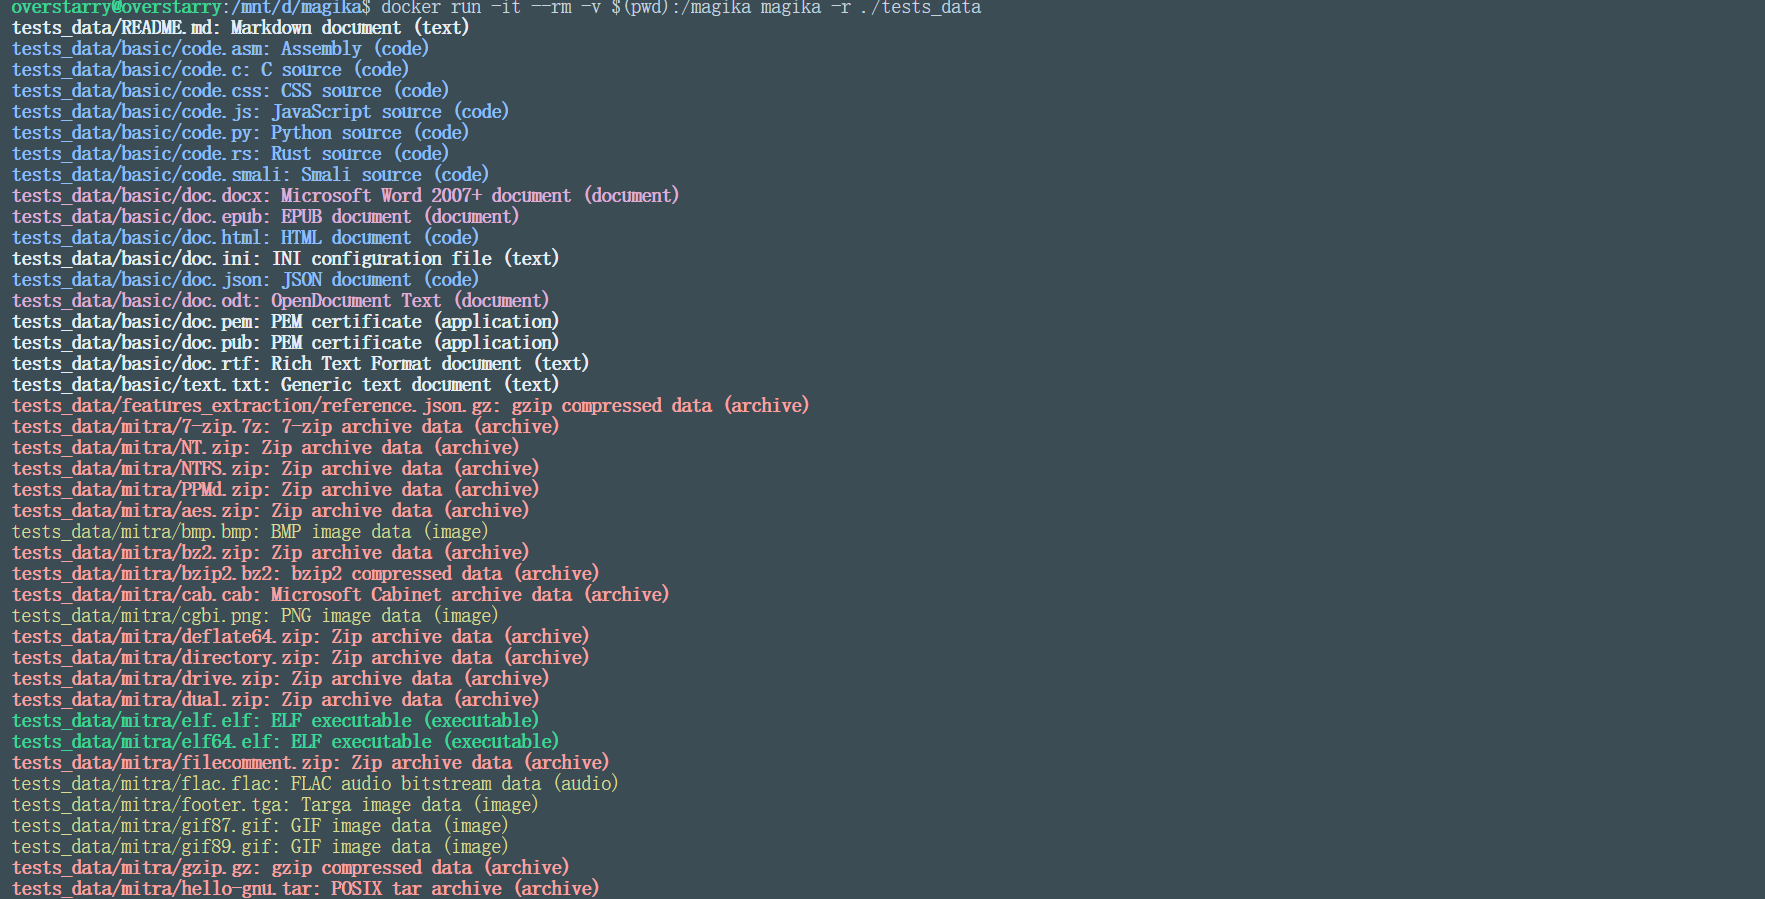 overstarry@overstarry:/mnt/d/magika$ docker run -it --rm -v $(pwd):/magika magika -r ./tests_data
tests_data/README.md: Markdown document (text)
tests_data/basic/code.asm: Assembly (code)
tests_data/basic/code.c: C source (code)
tests_data/basic/code.css: CSS source (code)
tests_data/basic/code.js: JavaScript source (code)
tests_data/basic/code.py: Python source (code)
tests_data/basic/code.rs: Rust source (code)
tests_data/basic/code.smali: Smali source (code)
tests_data/basic/doc.docx: Microsoft Word 2007+ document (document)
tests_data/basic/doc.epub: EPUB document (document)
tests_data/basic/doc.html: HTML document (code)
tests_data/basic/doc.ini: INI configuration file (text)
tests_data/basic/doc.json: JSON document (code)
tests_data/basic/doc.odt: OpenDocument Text (document)
tests_data/basic/doc.pem: PEM certificate (application)
tests_data/basic/doc.pub: PEM certificate (application)
tests_data/basic/doc.rtf: Rich Text Format document (text)
tests_data/basic/text.txt: Generic text document (text)
tests_data/features_extraction/reference.json.gz: gzip compressed data (archive)
tests_data/mitra/7-zip.7z: 7-zip archive data (archive)
tests_data/mitra/NT.zip: Zip archive data (archive)
tests_data/mitra/NTFS.zip: Zip archive data (archive)
tests_data/mitra/PPMd.zip: Zip archive data (archive)
tests_data/mitra/aes.zip: Zip archive data (archive)
tests_data/mitra/bmp.bmp: BMP image data (image)
tests_data/mitra/bz2.zip: Zip archive data (archive)
tests_data/mitra/bzip2.bz2: bzip2 compressed data (archive)
tests_data/mitra/cab.cab: Microsoft Cabinet archive data (archive)
tests_data/mitra/cgbi.png: PNG image data (image)
tests_data/mitra/deflate64.zip: Zip archive data (archive)
tests_data/mitra/directory.zip: Zip archive data (archive)
tests_data/mitra/drive.zip: Zip archive data (archive)
tests_data/mitra/dual.zip: Zip archive data (archive)
tests_data/mitra/elf.elf: ELF executable (executable)
tests_data/mitra/elf64.elf: ELF executable (executable)
tests_data/mitra/filecomment.zip: Zip archive data (archive)
tests_data/mitra/flac.flac: FLAC audio bitstream data (audio)
tests_data/mitra/footer.tga: Targa image data (image)
tests_data/mitra/gif87.gif: GIF image data (image)
tests_data/mitra/gif89.gif: GIF image data (image)
tests_data/mitra/gzip.gz: gzip compressed data (archive)
tests_data/mitra/hello-gnu.tar: POSIX tar archive (archive)